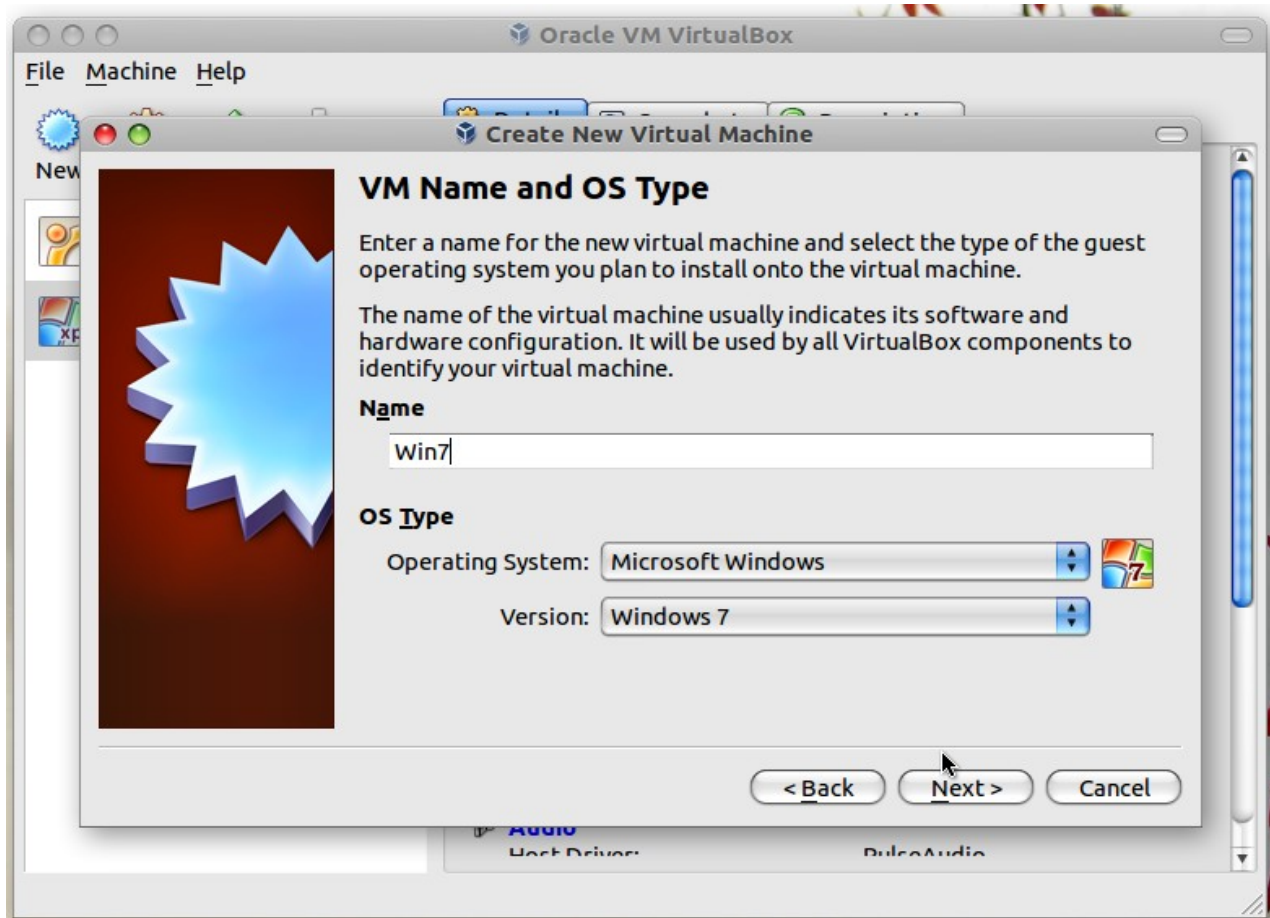 Oracle VM VirtualBox
File Machine Help
Create New Virtual Machine
New
VM Name and OS Type
Enter a name for the new virtual machine and select the type of the guest
operating system you plan to install onto the virtual machine.
The name of the virtual machine usually indicates its software and
hardware configuration. It will be used by all VirtualBox components to
identify your virtual machine.
Name
Win7
OS Type
Operating System: Microsoft Windows
7
Version: Windows 7
xp
< Back Next > Cancel
Audio
Host Driver: PulseAudio